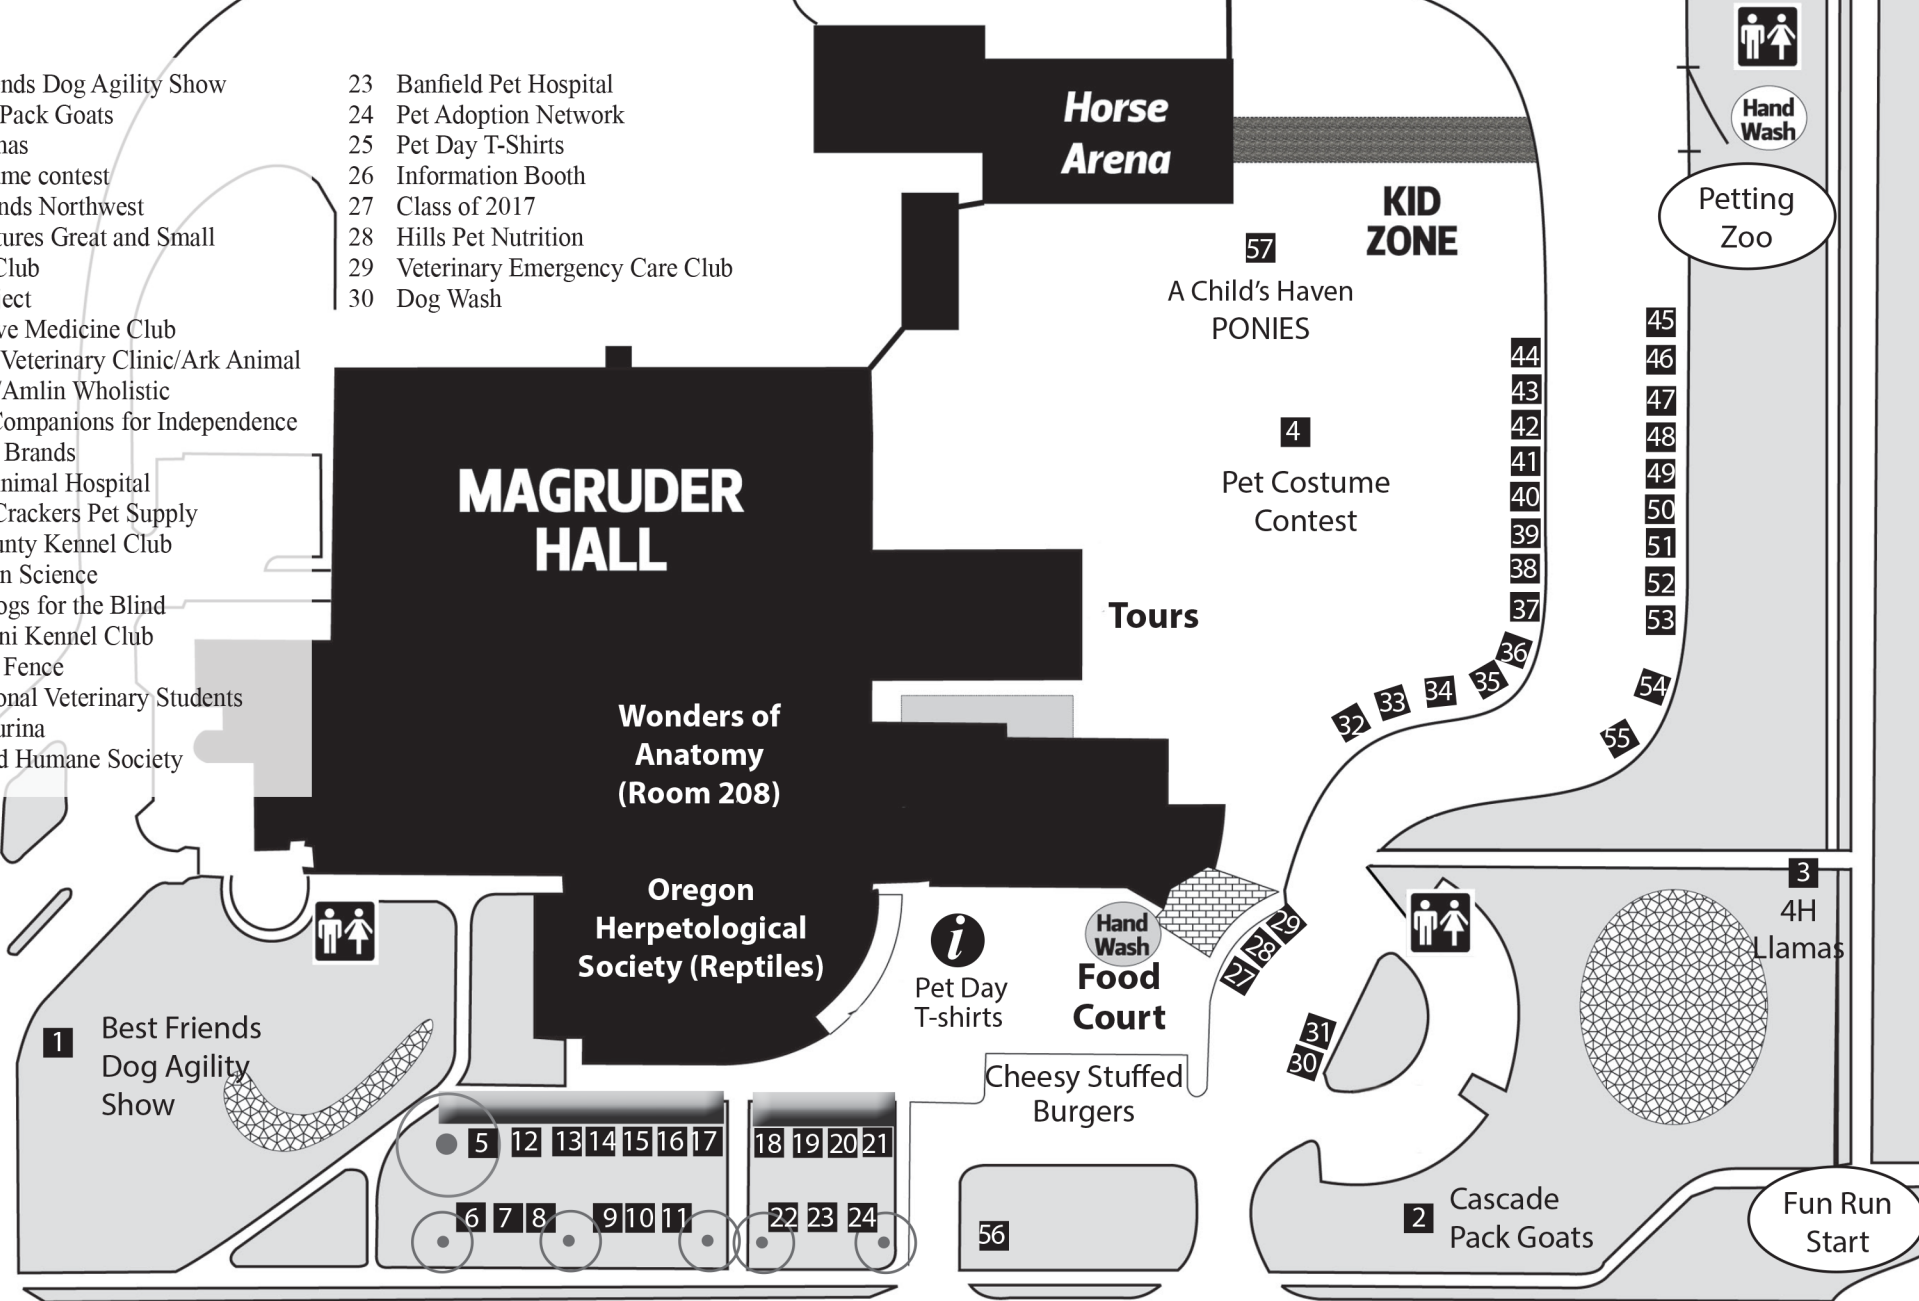 nds Dog Agility Show
Pack Goats
nas
me contest
nds Northwest
tures Great and Small
Club
ect
ve Medicine Club
Veterinary Clinic/Ark Animal
/Amlin Wholistic
Companions for Independence
Brands
nimal Hospital
Crackers Pet Supply
unty Kennel Club
n Science
ogs for the Blind
ni Kennel Club
Fence
onal Veterinary Students
urina
d Humane Society
23 Banfield Pet Hospital
24 Pet Adoption Network
25 Pet Day T-Shirts
26 Information Booth
27 Class of 2017
28 Hills Pet Nutrition
29 Veterinary Emergency Care Club
30 Dog Wash
Horse
Arena
KID
ZONE
57
A Child's Haven
PONIES
Hand
Wash
Petting
Zoo
44
43
42
41
40
39
38
37
36
35
34
33
32
45
46
47
48
49
50
51
52
53
54
55
4
Pet Costume
Contest
MAGRUDER
HALL
Tours
Wonders of
Anatomy
(Room 208)
Oregon
Herpetological
Society (Reptiles)
i
Pet Day
T-shirts
Hand
Wash
Food
Court
29
28
27
31
30
3
4H
Llamas
1
Best Friends
Dog Agility
Show
Cheesy Stuffed
Burgers
5 12 13 14 15 16 17
18 19 20 21
6 7 8 9 10 11
22 23 24
56
2
Cascade
Pack Goats
Fun Run
Start